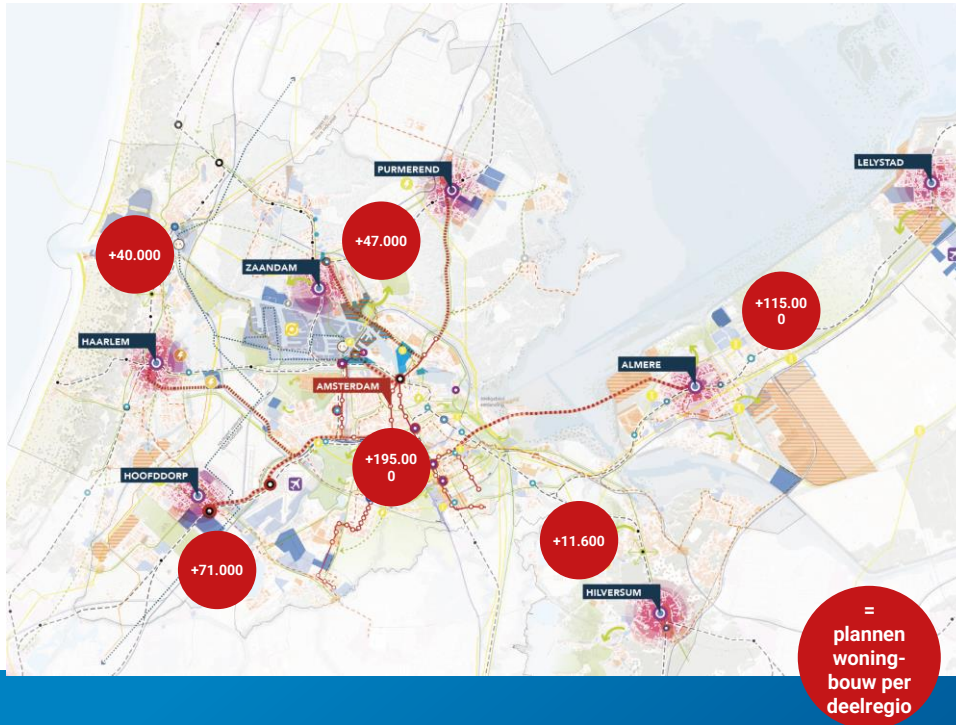 PURMEREND
LELYSTAD
+40.000
+47.000
ZAANDAM
+115.00
0
HAARLEM
ALMERE
AMSTERDAM
+195.00
0
HOOFDDORP
+71.000
+11.600
HILVERSUM
=
plannen
woning-
bouw per
deelregio